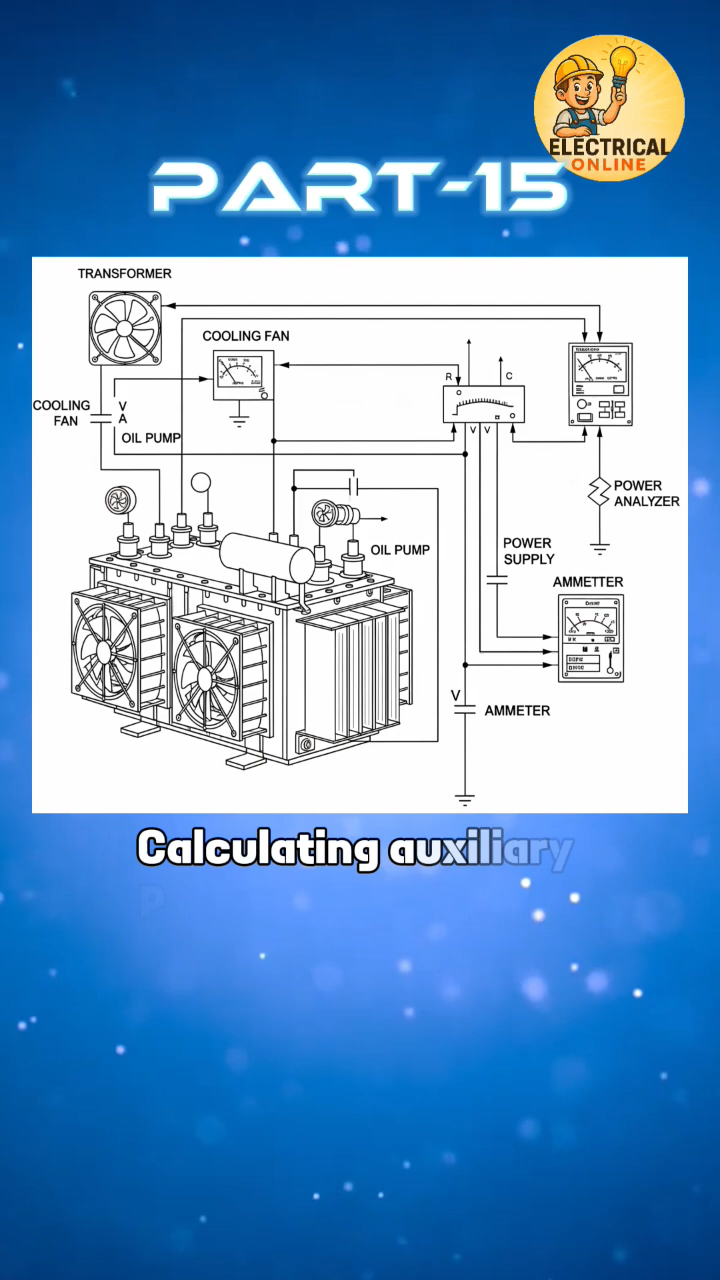 ELECTRICAL
ONLINE
PART-15
TRANSFORMER
COOLING FAN
R
C
COOLING
FAN
V
A
OIL PUMP
V V
POWER
ANALYZER
OIL PUMP
POWER
SUPPLY
AMMETTER
V
AMMETER
Calculating auxiliary
P